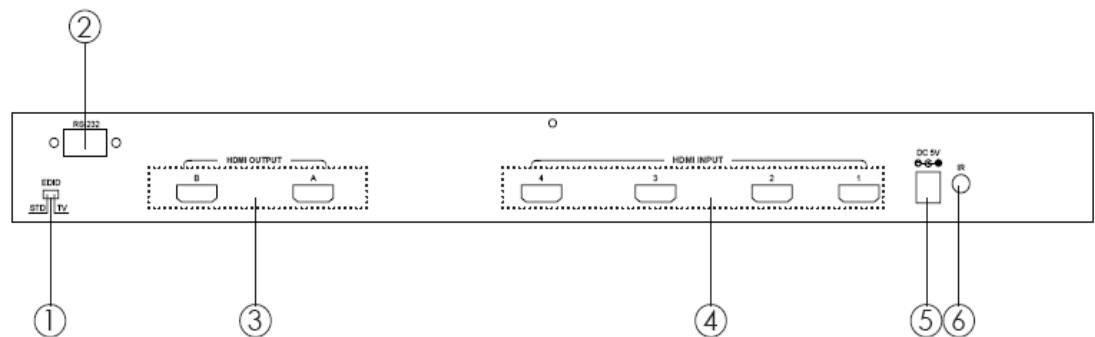 ②
RS-232
HDMI OUTPUT
B A
HDMI INPUT
4 3 2 1
DC 5V
IR
EDID
STD TV
① ③ ④ ⑤ ⑥